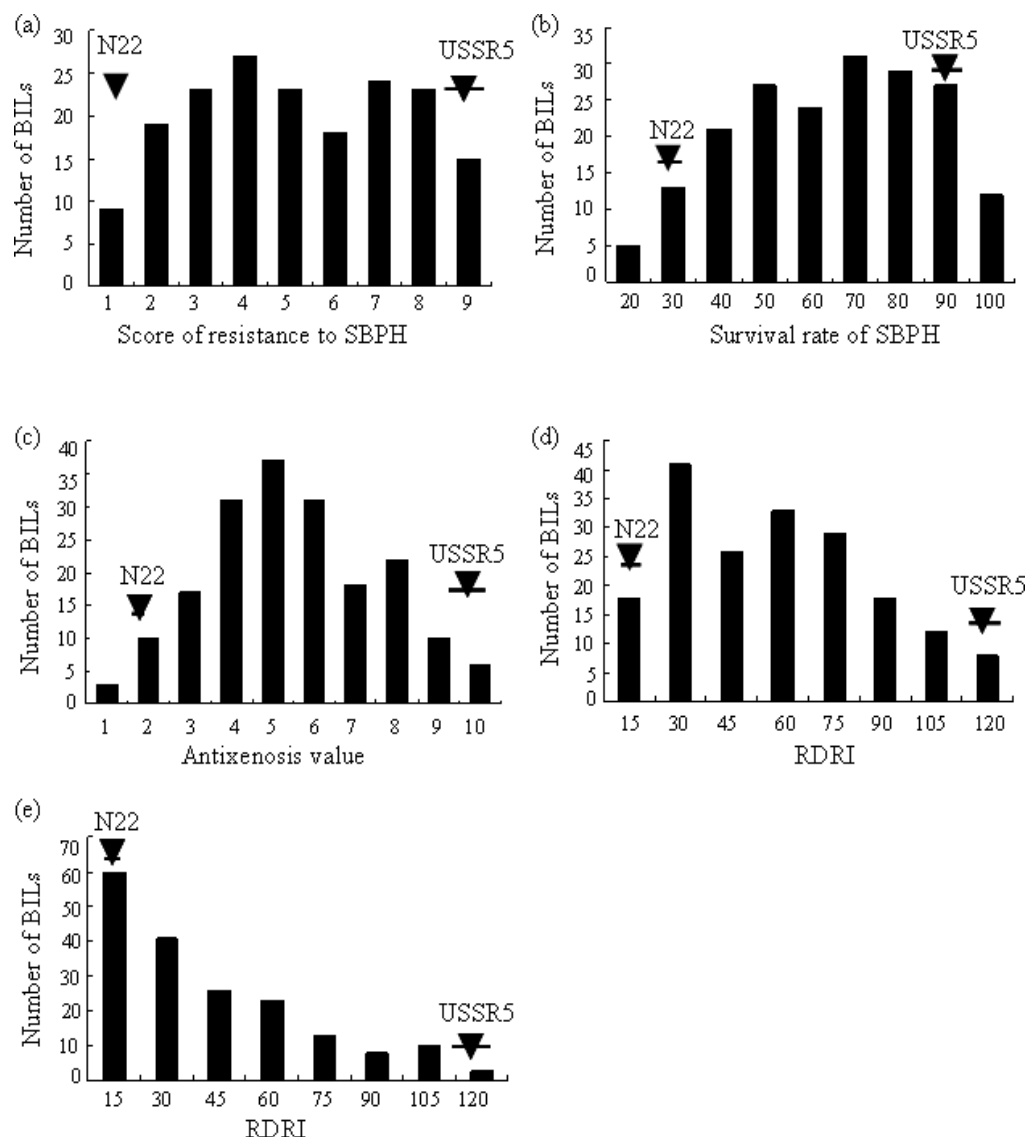 (a)
N22
USSR5
Number of BILs
30
25
20
15
10
5
0
1 2 3 4 5 6 7 8 9
Score of resistance to SBPH
(b)
USSR5
N22
Number of BILs
35
30
25
20
15
10
5
0
20 30 40 50 60 70 80 90 100
Survival rate of SBPH
(c)
N22
USSR5
Number of BILs
40
35
30
25
20
15
10
5
0
1 2 3 4 5 6 7 8 9 10
Antixenosis value
(d)
N22
USSR5
Number of BILs
45
40
35
30
25
20
15
10
5
0
15 30 45 60 75 90 105 120
RDRI
(e)
N22
USSR5
Number of BILs
70
60
50
40
30
20
10
0
15 30 45 60 75 90 105 120
RDRI